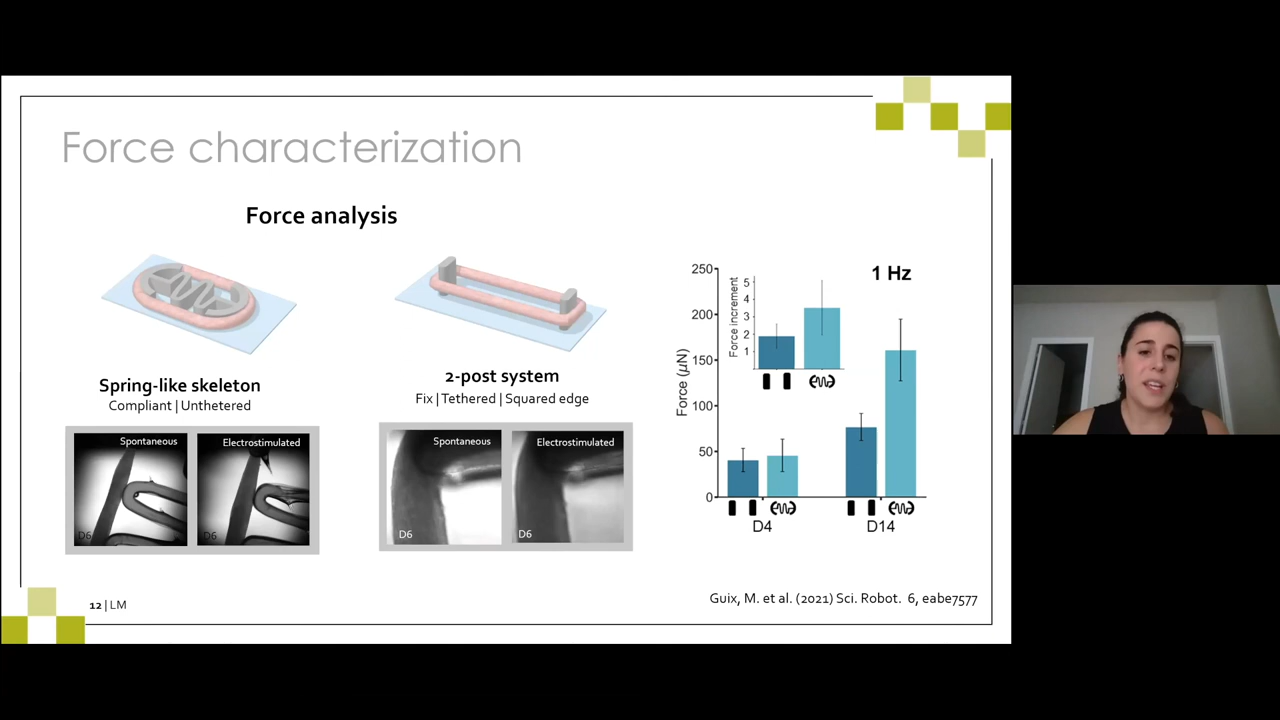 Force characterization
Force analysis
Spring-like skeleton
Compliant | Unthetered
Spontaneous
Electrostimulated
D6
2-post system
Fix | Tethered | Squared edge
Spontaneous
Electrostimulated
D6
D6
1 Hz
Force (µN)
250
200
150
100
50
0
Force increment
5
4
3
2
1
D4
D14
Guix, M. et al. (2021) Sci. Robot. 6, eabe7577
12 | LM